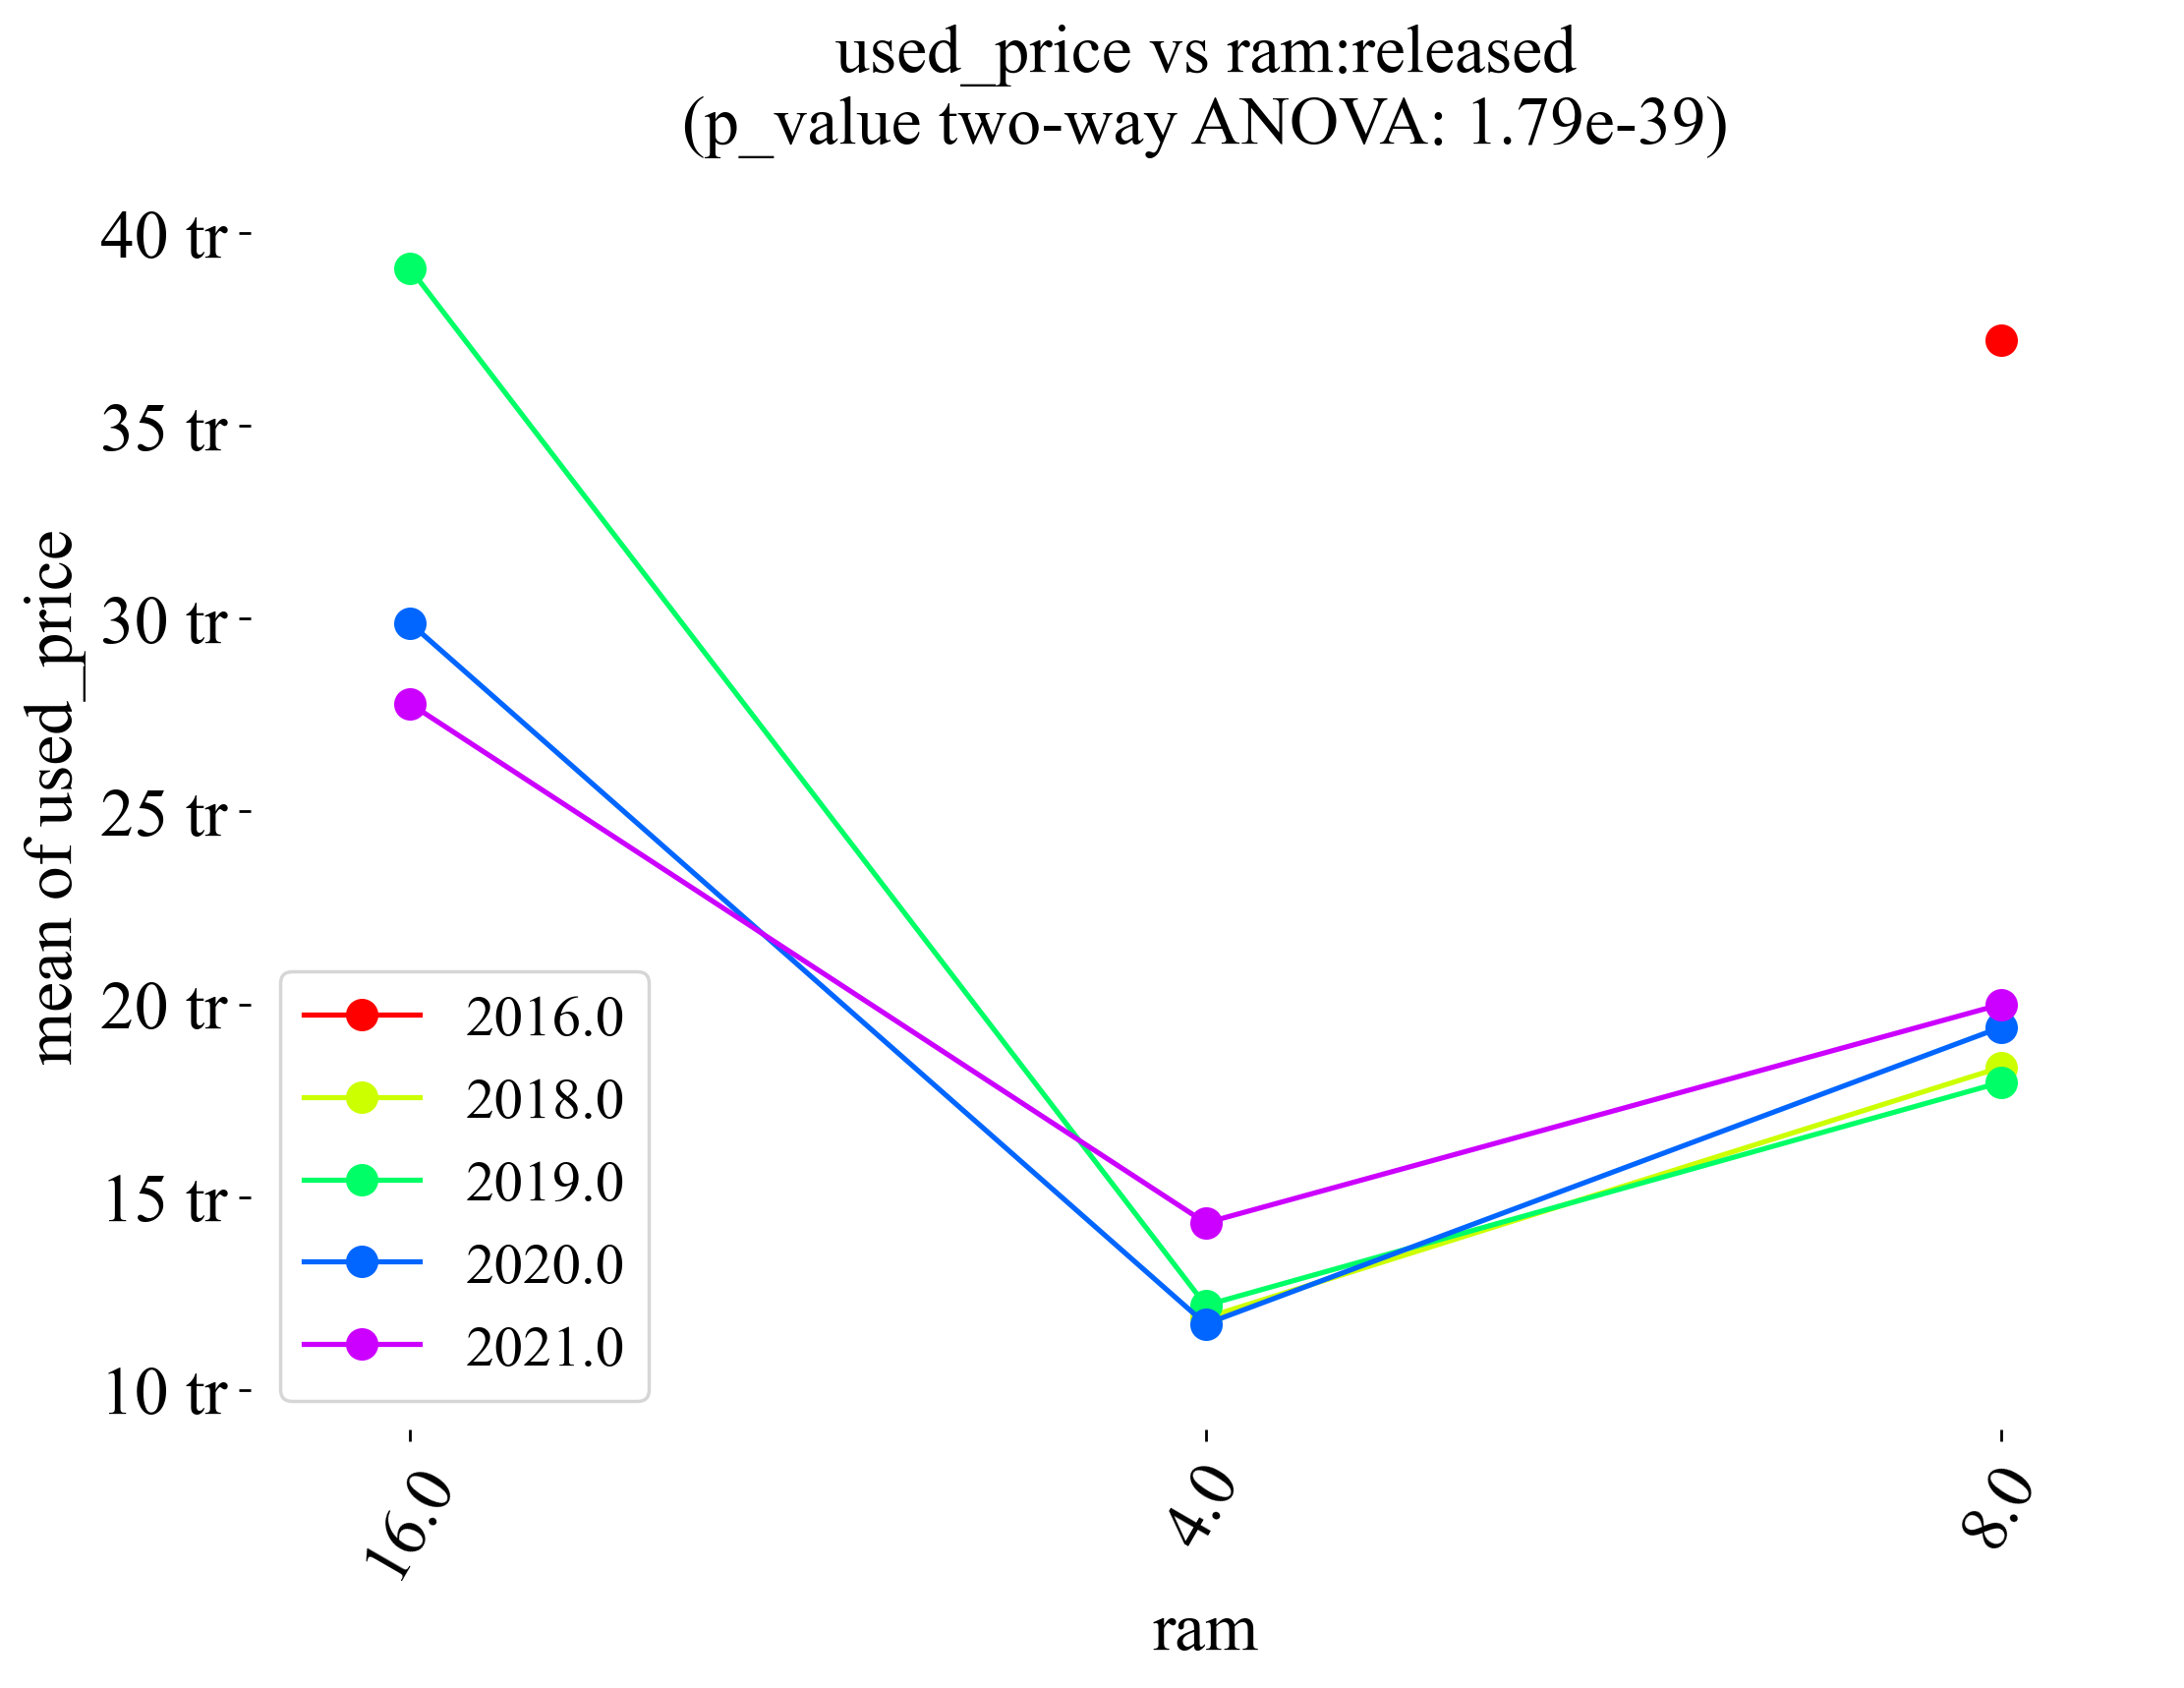 used_price vs ram:released
(p_value two-way ANOVA: 1.79e-39)
mean of used_price
40 tr
35 tr
30 tr
25 tr
20 tr
15 tr
10 tr
2016.0
2018.0
2019.0
2020.0
2021.0
16.0
4.0
8.0
ram